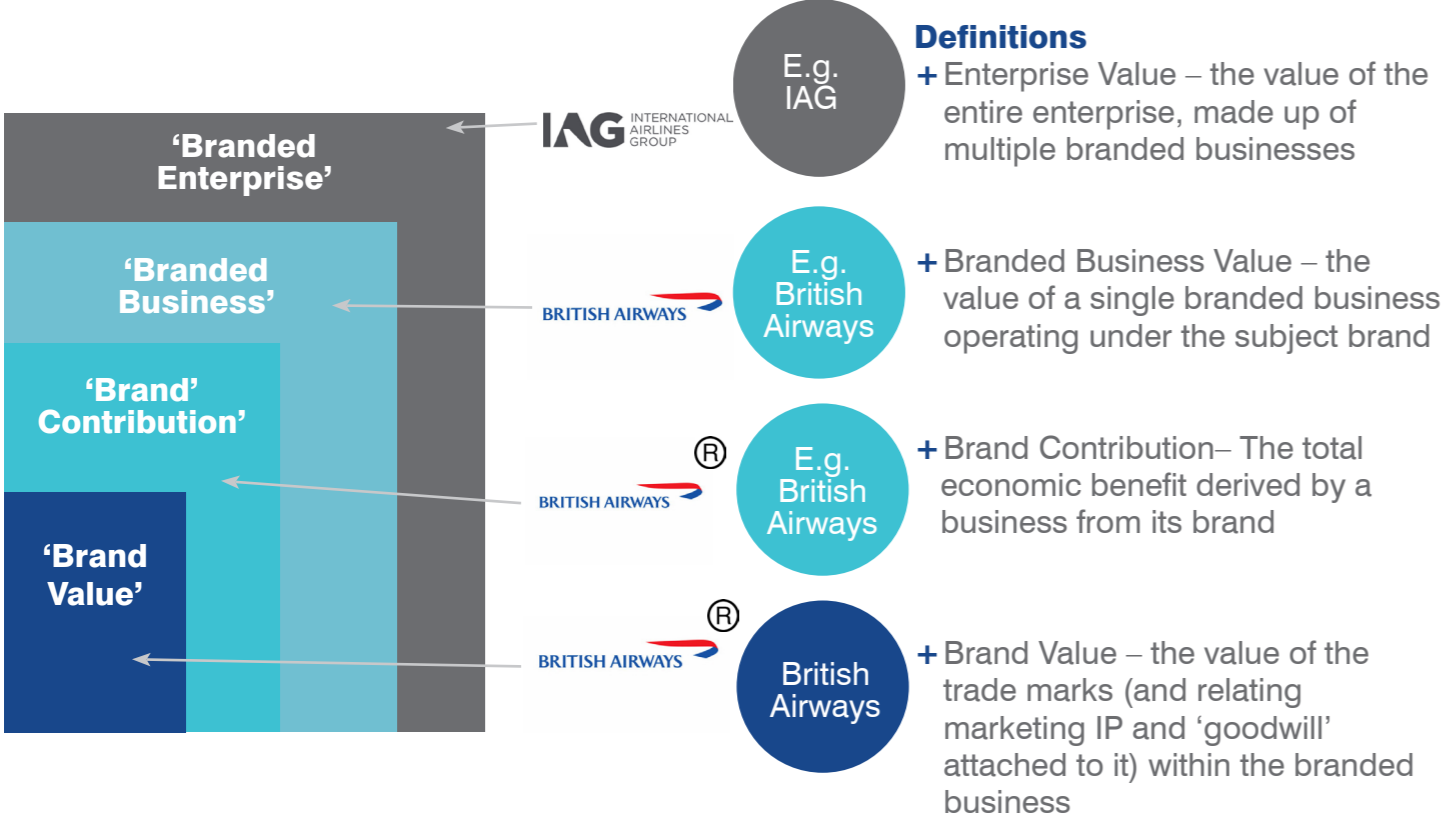 ‘Branded
Enterprise’
‘Branded
Business’
‘Brand’
Contribution’
‘Brand
Value’
IAG INTERNATIONAL
AIRLINES
GROUP
BRITISH AIRWAYS
®
BRITISH AIRWAYS
®
BRITISH AIRWAYS
E.g.
IAG
E.g.
British
Airways
E.g.
British
Airways
British
Airways
Definitions
+ Enterprise Value – the value of the
entire enterprise, made up of
multiple branded businesses
+ Branded Business Value – the
value of a single branded business
operating under the subject brand
+ Brand Contribution– The total
economic benefit derived by a
business from its brand
+ Brand Value – the value of the
trade marks (and relating
marketing IP and ‘goodwill’
attached to it) within the branded
business